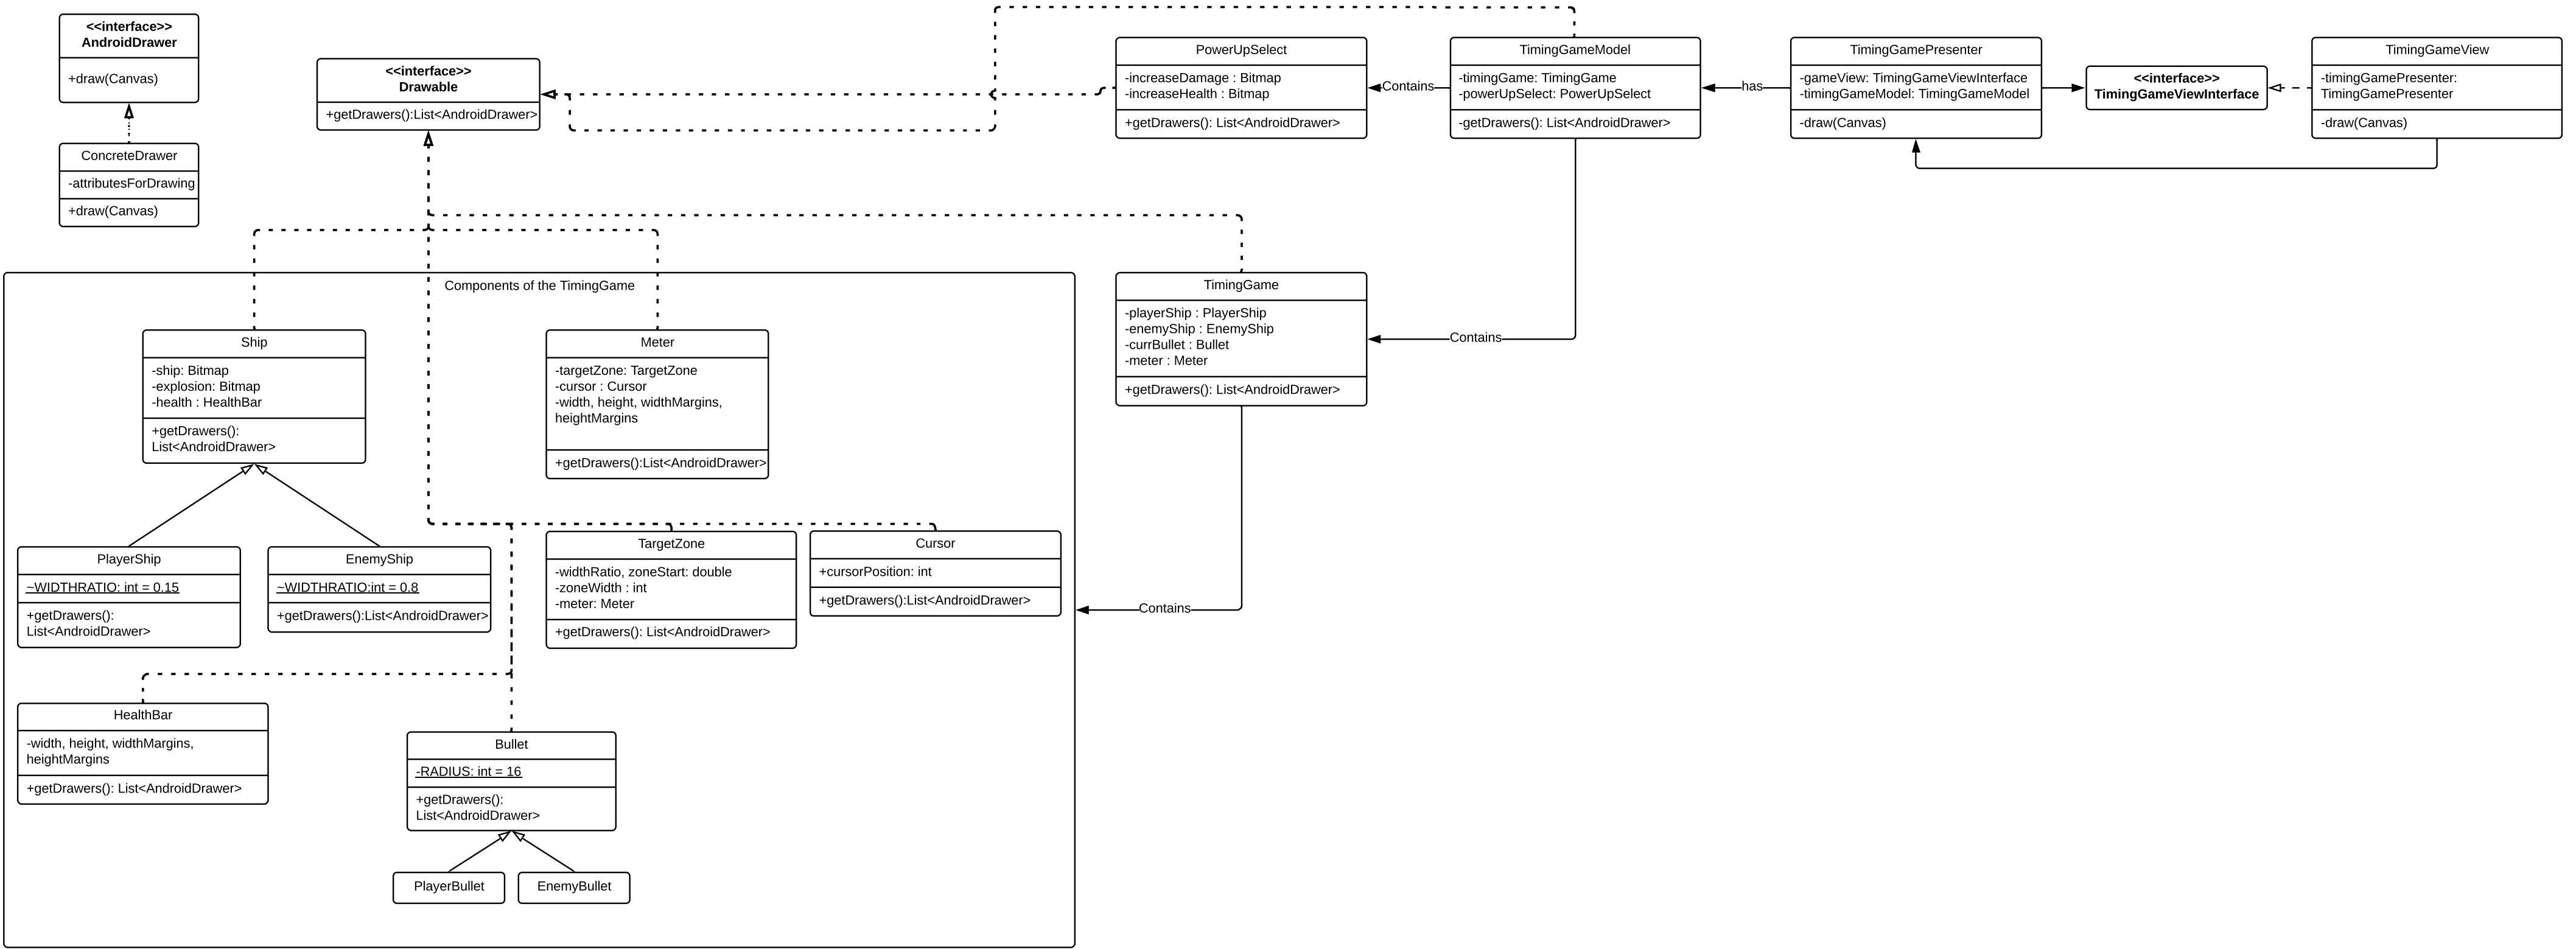 <<interface>>
AndroidDrawer
+draw(Canvas)
ConcreteDrawer
-attributesForDrawing
+draw(Canvas)
<<interface>>
Drawable
+getDrawers():List<AndroidDrawer>
PowerUpSelect
-increaseDamage : Bitmap
-increaseHealth : Bitmap
+getDrawers(): List<AndroidDrawer>
Contains
TimingGameModel
-timingGame: TimingGame
-powerUpSelect: PowerUpSelect
-getDrawers(): List<AndroidDrawer>
has
TimingGamePresenter
-gameView: TimingGameViewInterface
-timingGameModel: TimingGameModel
-draw(Canvas)
<<interface>>
TimingGameViewInterface
TimingGameView
-timingGamePresenter:
TimingGamePresenter
-draw(Canvas)
Components of the TimingGame
TimingGame
-playerShip : PlayerShip
-enemyShip : EnemyShip
-currBullet : Bullet
-meter : Meter
+getDrawers(): List<AndroidDrawer>
Contains
Ship
-ship: Bitmap
-explosion: Bitmap
-health : HealthBar
+getDrawers():
List<AndroidDrawer>
Meter
-targetZone: TargetZone
-cursor : Cursor
-width, height, widthMargins,
heightMargins
+getDrawers():List<AndroidDrawer>
PlayerShip
~WIDTHRATIO: int = 0.15
+getDrawers():
List<AndroidDrawer>
EnemyShip
~WIDTHRATIO:int = 0.8
+getDrawers():List<AndroidDrawer>
TargetZone
-widthRatio, zoneStart: double
-zoneWidth : int
-meter: Meter
+getDrawers(): List<AndroidDrawer>
Cursor
+cursorPosition: int
+getDrawers():List<AndroidDrawer>
Contains
HealthBar
-width, height, widthMargins,
heightMargins
+getDrawers(): List<AndroidDrawer>
Bullet
-RADIUS: int = 16
+getDrawers():
List<AndroidDrawer>
PlayerBullet
EnemyBullet